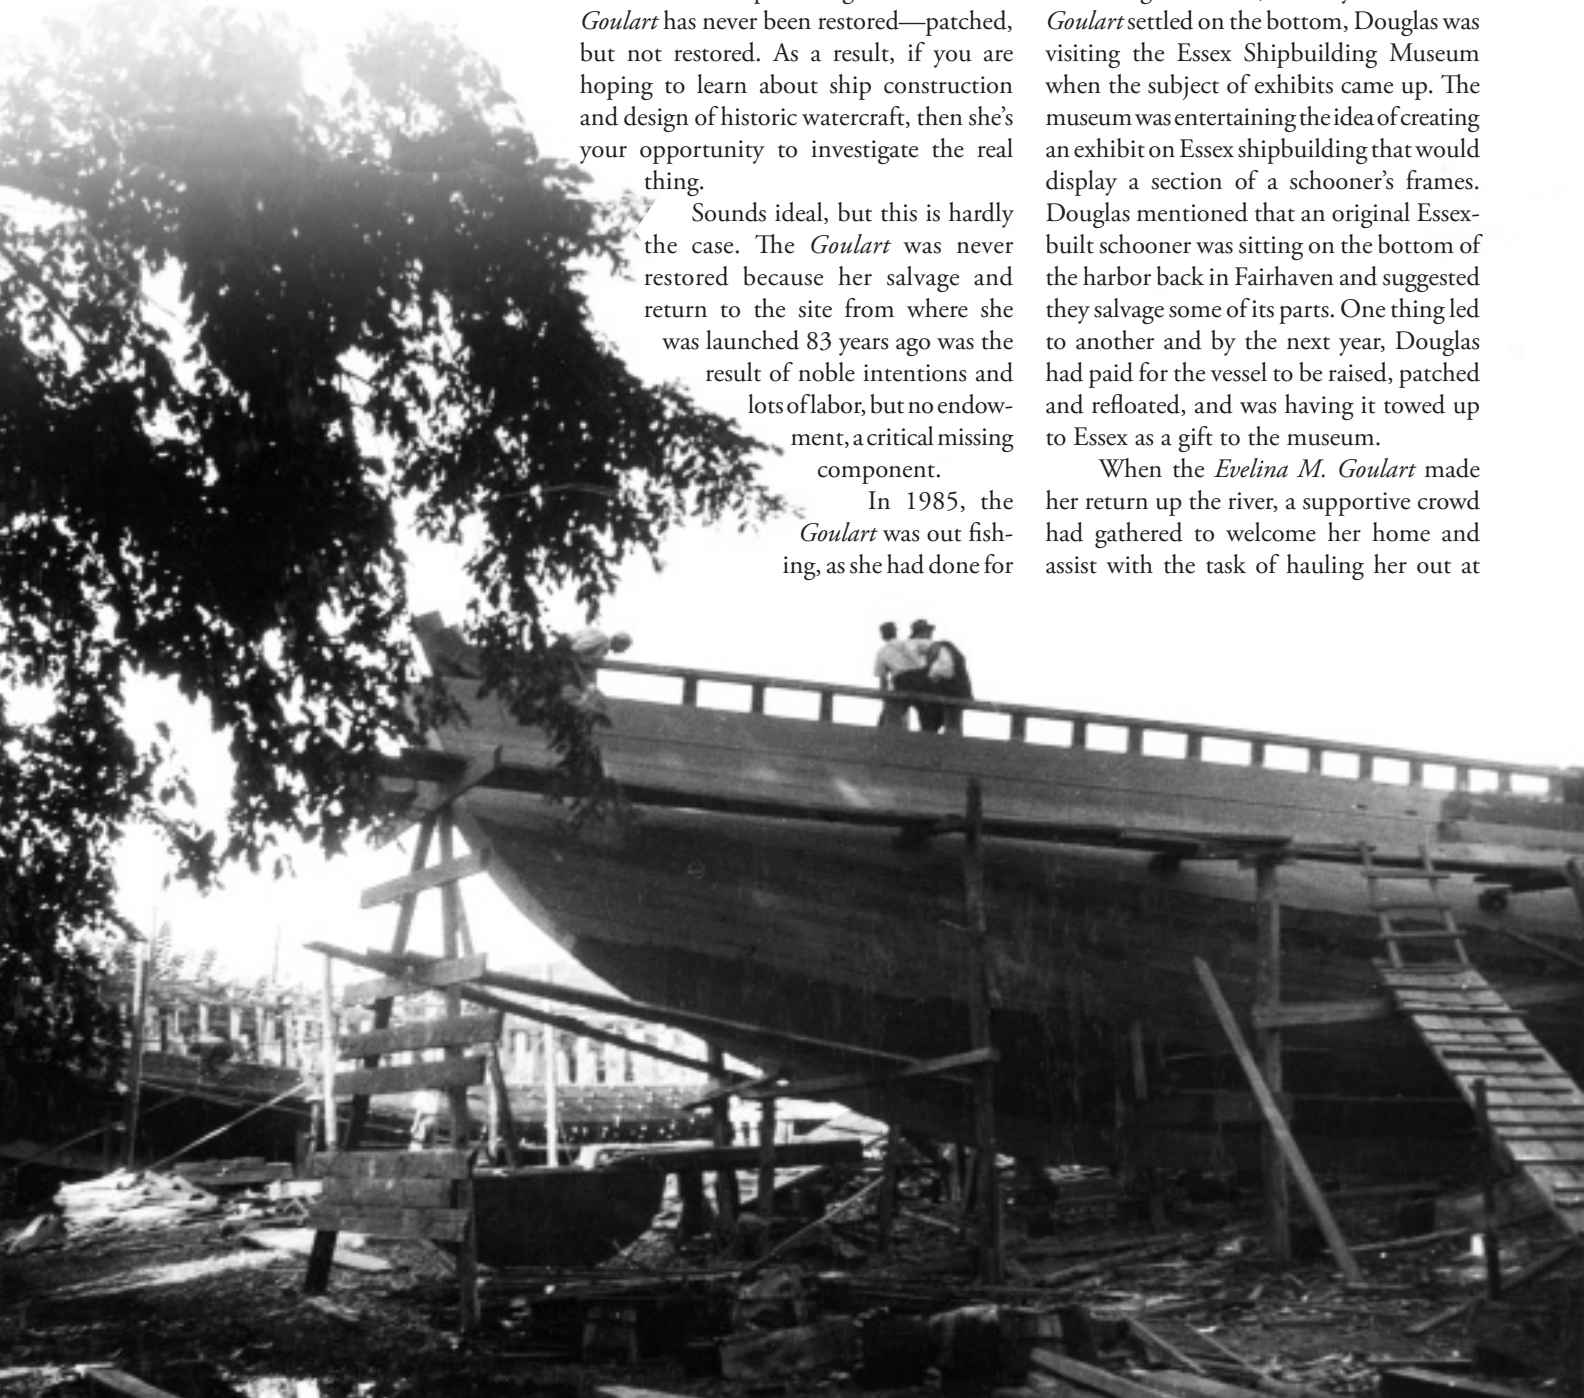 Goulart has never been restored—patched,
but not restored. As a result, if you are
hoping to learn about ship construction
and design of historic watercraft, then she's
your opportunity to investigate the real
thing.
Sounds ideal, but this is hardly
the case. The Goulart was never
restored because her salvage and
return to the site from where she
was launched 83 years ago was the
result of noble intentions and
lots of labor, but no endow-
ment, a critical missing
component.
In 1985, the
Goulart was out fish-
ing, as she had done for
Goulart settled on the bottom, Douglas was
visiting the Essex Shipbuilding Museum
when the subject of exhibits came up. The
museum was entertaining the idea of creating
an exhibit on Essex shipbuilding that would
display a section of a schooner's frames.
Douglas mentioned that an original Essex-
built schooner was sitting on the bottom of
the harbor back in Fairhaven and suggested
they salvage some of its parts. One thing led
to another and by the next year, Douglas
had paid for the vessel to be raised, patched
and refloated, and was having it towed up
to Essex as a gift to the museum.
When the Evelina M. Goulart made
her return up the river, a supportive crowd
had gathered to welcome her home and
assist with the task of hauling her out at